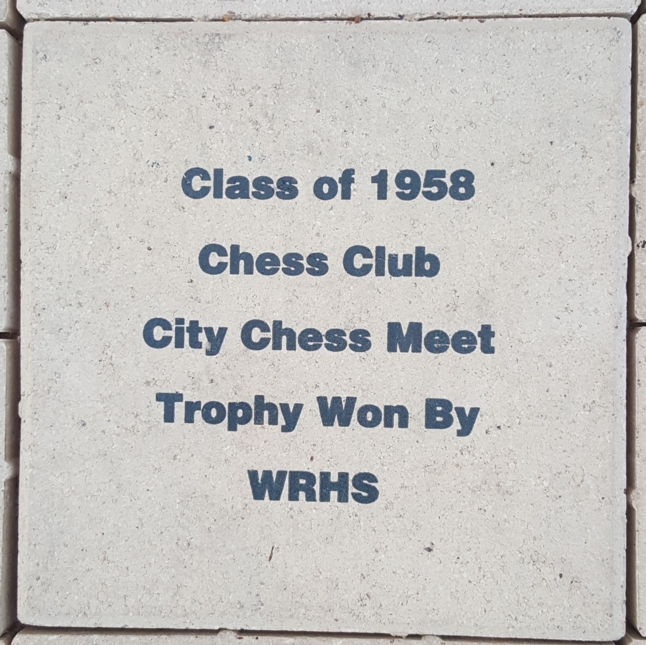 Class of 1958
Chess Club
City Chess Meet
Trophy Won By
WRHS